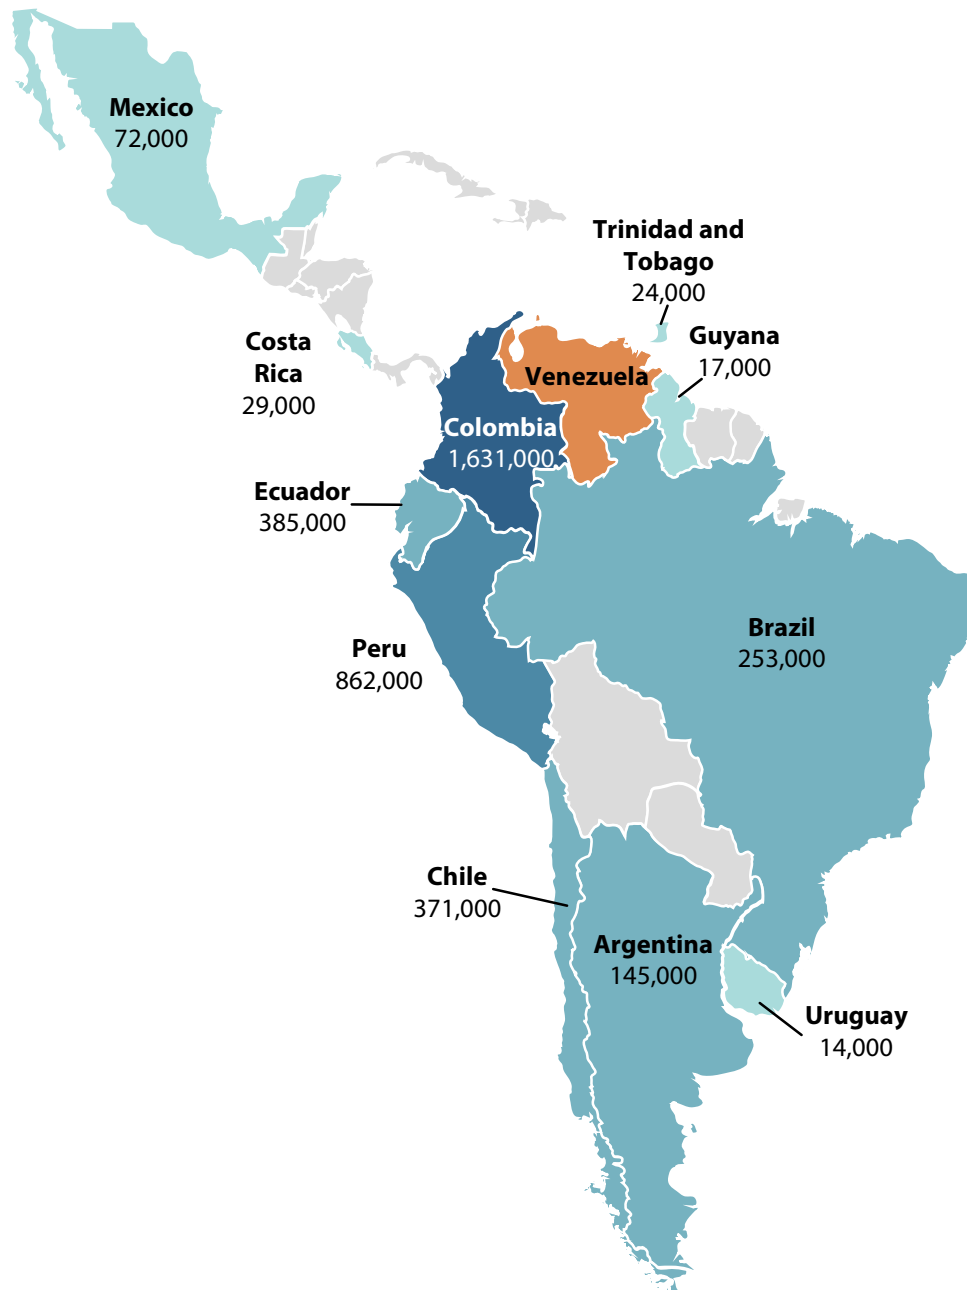 Mexico
72,000
Trinidad and
Tobago
24,000
Guyana
17,000
Costa
Rica
29,000
Venezuela
Colombia
1,631,000
Ecuador
385,000
Brazil
253,000
Peru
862,000
Chile
371,000
Argentina
145,000
Uruguay
14,000